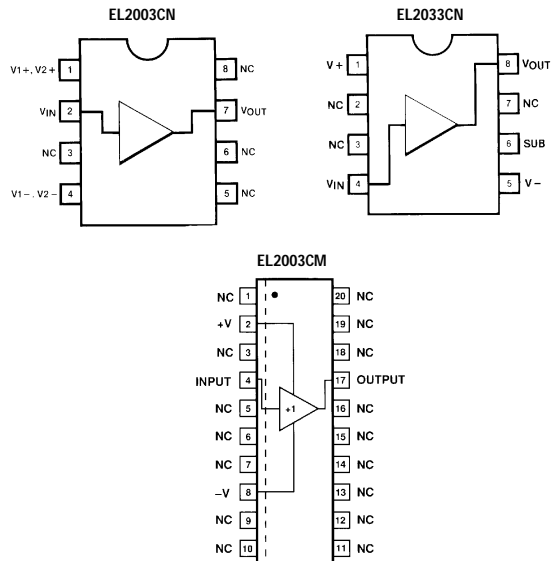 EL2003CN
V1+, V2+ 1 8 NC
VIN 2 7 VOUT
NC 3 6 NC
V1-, V2- 4 5 NC
EL2033CN
V+ 1 8 VOUT
NC 2 7 NC
NC 3 6 SUB
VIN 4 5 V-
EL2003CM
NC 1 20 NC
+V 2 19 NC
NC 3 18 NC
INPUT 4 17 OUTPUT
+1
NC 5 16 NC
NC 6 15 NC
NC 7 14 NC
-V 8 13 NC
NC 9 12 NC
NC 10 11 NC